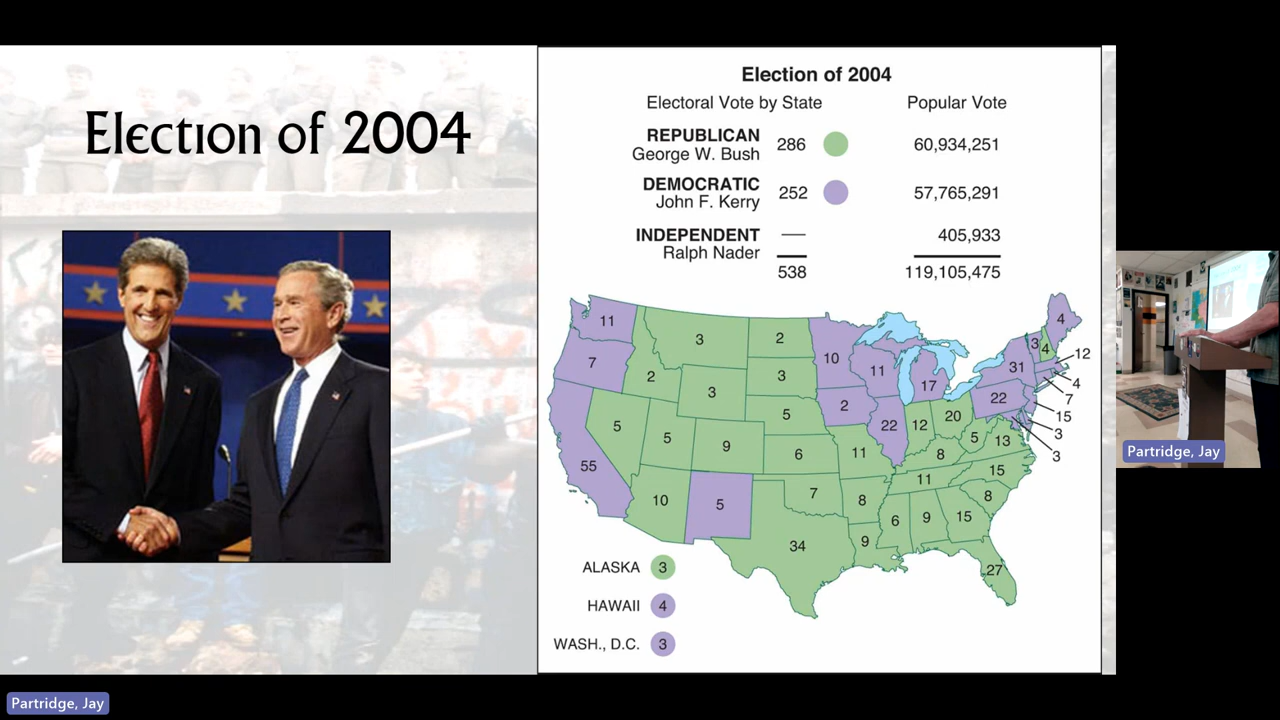 Election of 2004
Election of 2004
Electoral Vote by State Popular Vote
REPUBLICAN
George W. Bush 286 60,934,251
DEMOCRATIC
John F. Kerry 252 57,765,291
INDEPENDENT — 405,933
Ralph Nader
538 119,105,475
11 3 2 10 11 17 31 3 4 4 12
7 2 3 3 2 22 4
5 5 9 5 22 12 20 7
55 6 11 8 5 13 15
10 5 7 8 11 15 3
34 9 6 9 15 8 3
27
ALASKA 3
HAWAII 4
WASH., D.C. 3
Partridge, Jay
Partridge, Jay